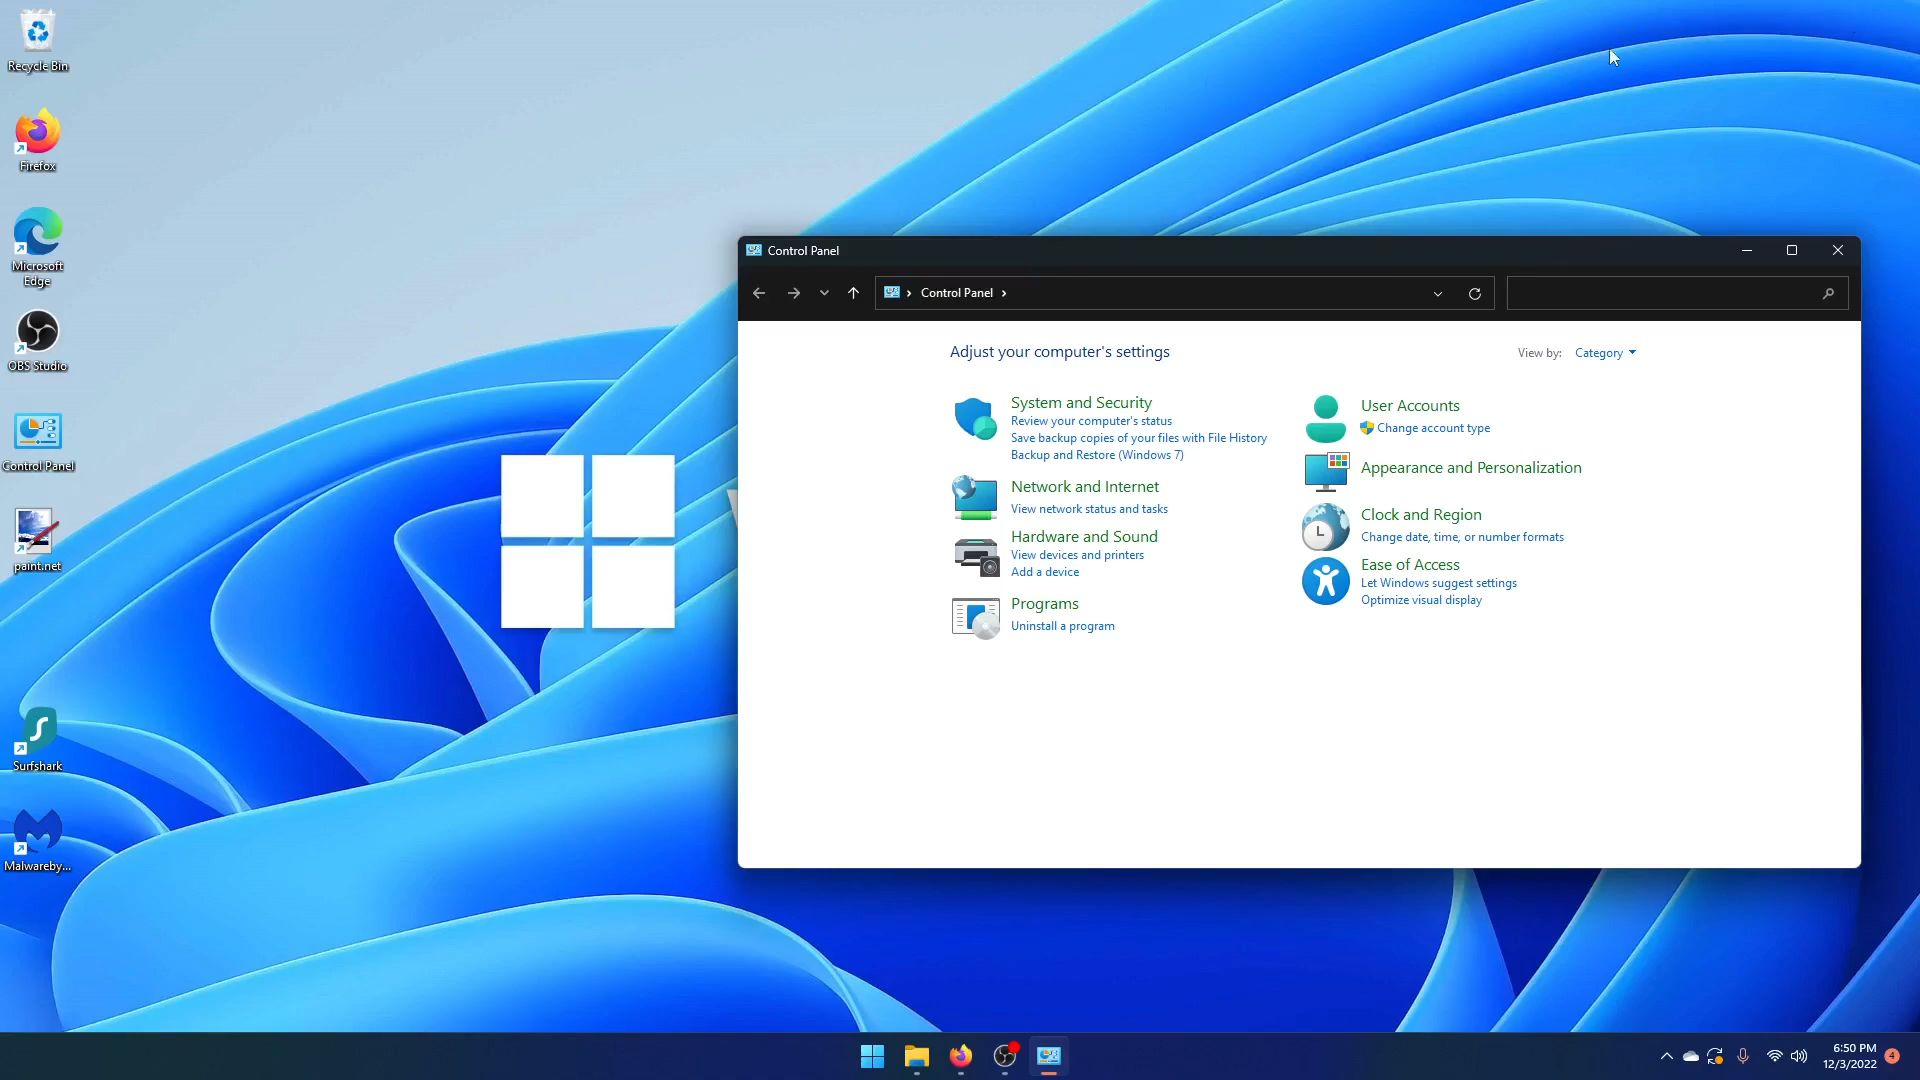 Recycle Bin
Firefox
Microsoft
Edge
OBS Studio
Control Panel
paint.net
Surfshark
Malwareby...
Control Panel
Control Panel
Adjust your computer's settings
View by: Category
System and Security
Review your computer's status
Save backup copies of your files with File History
Backup and Restore (Windows 7)
Network and Internet
View network status and tasks
Hardware and Sound
View devices and printers
Add a device
Programs
Uninstall a program
User Accounts
Change account type
Appearance and Personalization
Clock and Region
Change date, time, or number formats
Ease of Access
Let Windows suggest settings
Optimize visual display
6:50 PM
12/3/2022
4